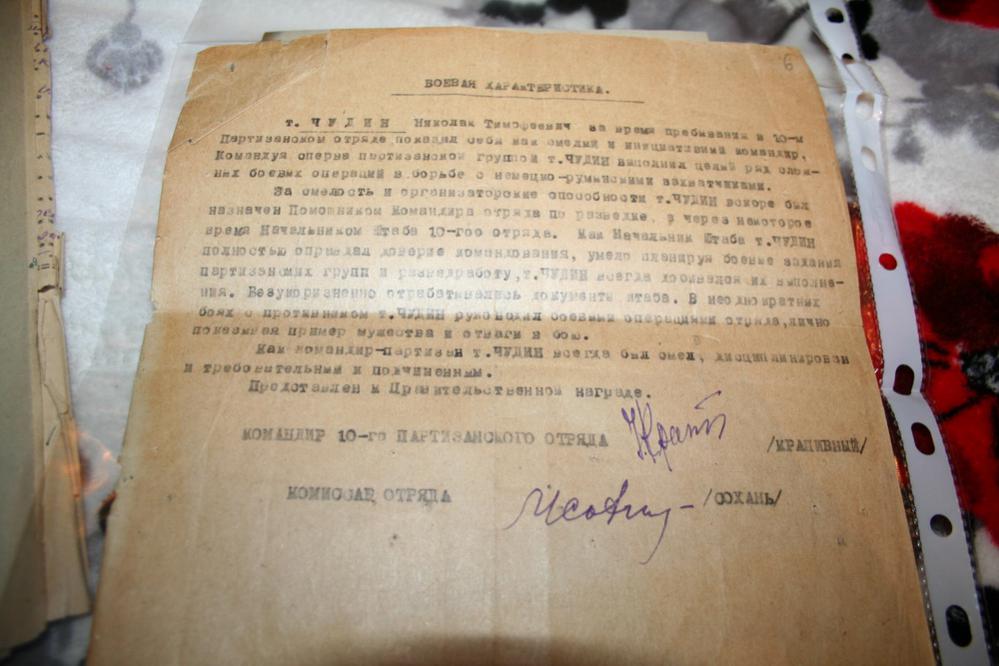 6
БОЕВАЯ ХАРАКТЕРИСТИКА.
т. ЧУДИН Николай Тимофеевич за время пребывания в 10-м
Партизанском отряде показал себя как смелый и инициативный командир.
Командуя сперва партизанской группой т.ЧУДИН выполнил целый ряд слож-
ных боевых операций в борьбе с немецко-румынскими захватчиками.
За смелость и организаторские способности т.ЧУДИН вскоре был
назначен Помошником Командира отряда по разведке, а через некоторое
время Начальником Штаба 10-гоо отряда. Как Начальник Штаба т.ЧУДИН
полностью оправдал доверие командования, умело планируя боевые задания
партизанских групп и разведработу,т.ЧУДИН всегда добивался их выполне-
ния. Безукоризненно отрабатывались документы штаба. В неоднократных
боях с противником т.ЧУДИН руководил боевыми операциями отряда,лично
показывая пример мужества и отваги в бою.
Как командир-партизан т.ЧУДИН всегда был смел, дисциплинирован
и требовательным к подчиненным.
Представлен к Правительственной награде.
КОМАНДИР 10-го ПАРТИЗАНСКОГО ОТРЯДА /КРАПИВНЫЙ/
КОМИССАР ОТРЯДА /СОХАНЬ/